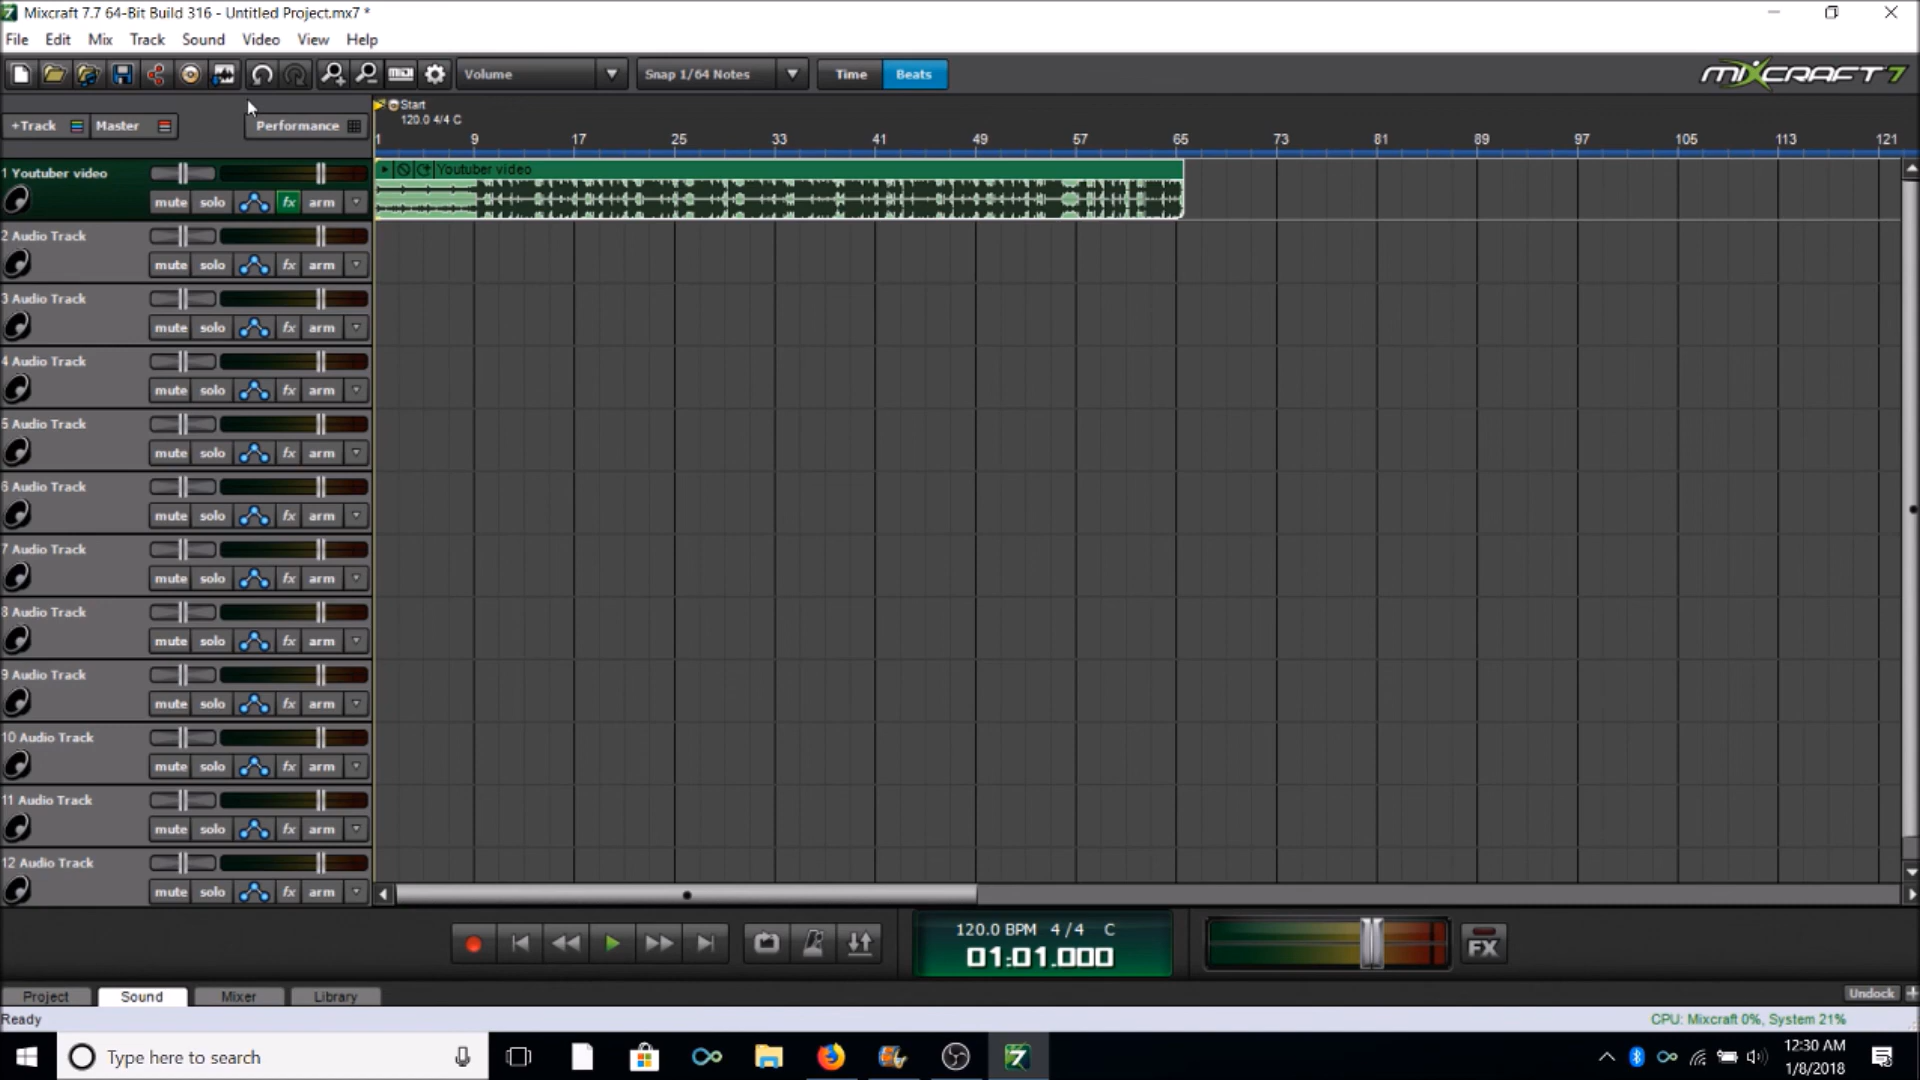 Mixcraft 7.7 64-Bit Build 316 - Untitled Project.mx7 *
File Edit Mix Track Sound Video View Help
Volume Snap 1/64 Notes Time Beats MIXCRAFT 7
Start
120.0 4/4 C
+Track Master Performance
1 9 17 25 33 41 49 57 65 73 81 89 97 105 113 121
1 Youtuber video Youtuber video
mute solo fx arm
2 Audio Track
mute solo fx arm
3 Audio Track
mute solo fx arm
4 Audio Track
mute solo fx arm
5 Audio Track
mute solo fx arm
6 Audio Track
mute solo fx arm
7 Audio Track
mute solo fx arm
8 Audio Track
mute solo fx arm
9 Audio Track
mute solo fx arm
10 Audio Track
mute solo fx arm
11 Audio Track
mute solo fx arm
12 Audio Track
mute solo fx arm
120.0 BPM 4/4 C
01:01.000 FX
Project Sound Mixer Library Undock
Ready CPU: Mixcraft 0%, System 21%
Type here to search
12:30 AM
1/8/2018